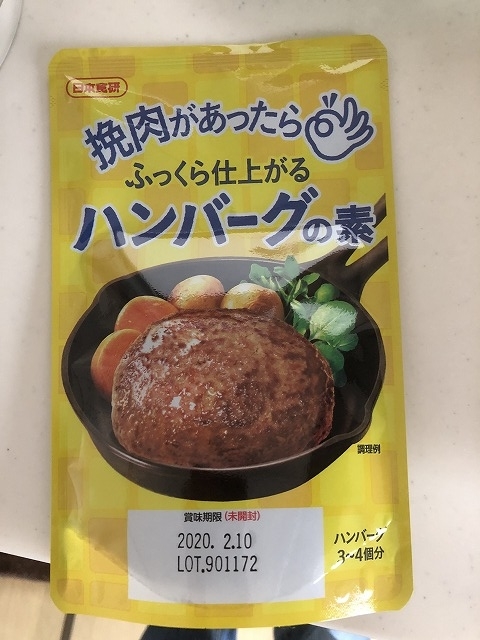 日本食研
挽肉があったら
ふっくら仕上がる
ハンバーグの素
調理例
賞味期限(未開封)
2020. 2.10
LOT.901172
ハンバーグ
3~4個分